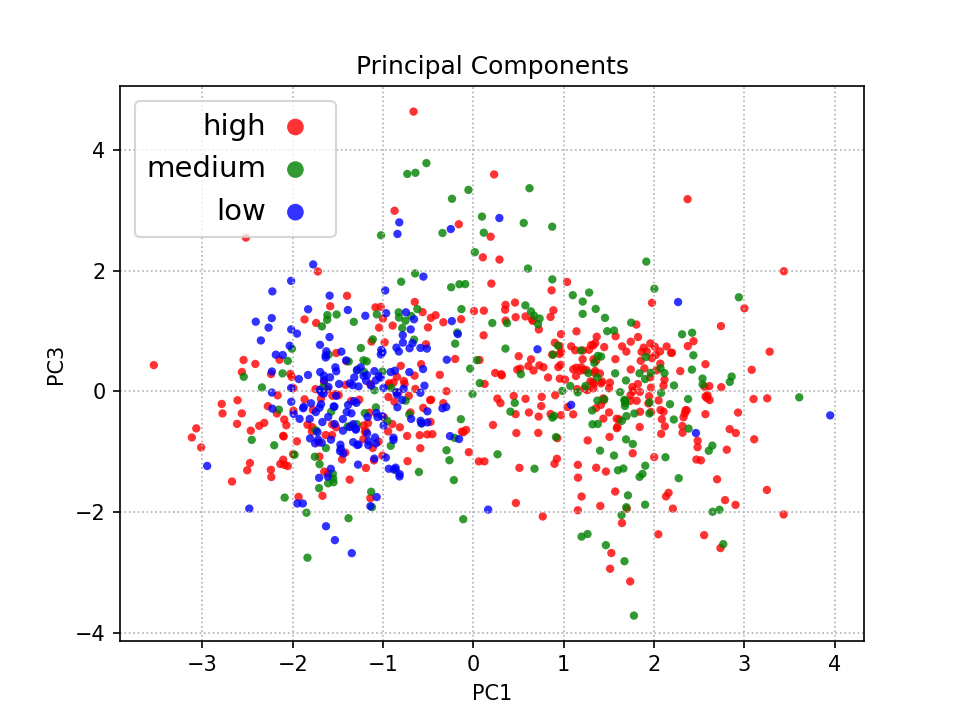 Principal Components
high
medium
low
PC3
4
2
0
−2
−4
−3 −2 −1 0 1 2 3 4
PC1